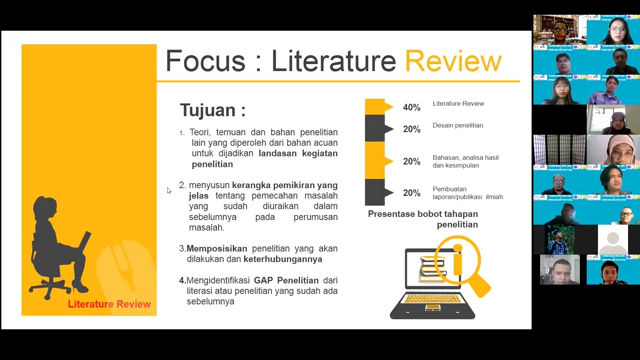 Focus : Literature Review
Tujuan :
1. Teori, temuan dan bahan penelitian
lain yang diperoleh dari bahan acuan
untuk dijadikan landasan kegiatan
penelitian
2. menyusun kerangka pemikiran yang
jelas tentang pemecahan masalah
yang sudah diuraikan dalam
sebelumnya pada perumusan
masalah.
3.Memposisikan penelitian yang akan
dilakukan dan keterhubungannya
4.Mengidentifikasi GAP Penelitian dari
literasi atau penelitian yang sudah ada
sebelumnya
Literature Review
40% Literature Review
20% Desain penelitian
20% Bahasan, analisa hasil
dan kesimpulan
20% Pembuatan
laporan/publikasi ilmiah.
Presentase bobot tahapan
penelitian